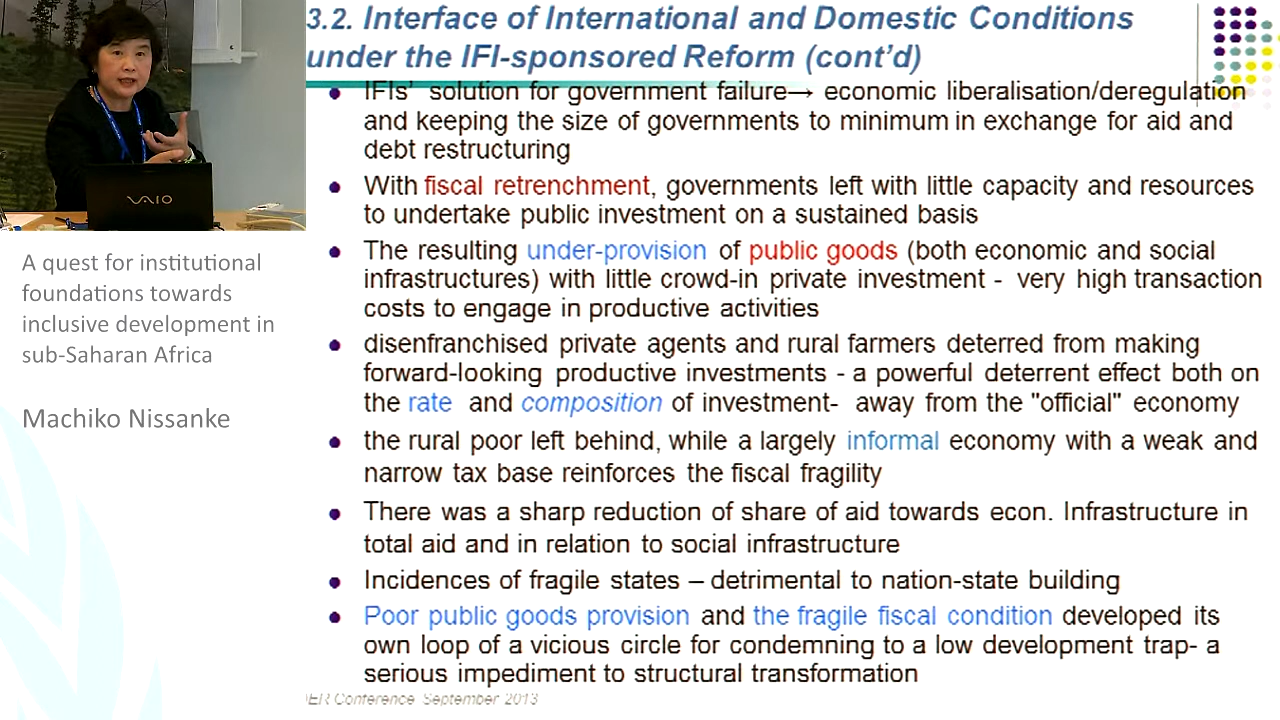 3.2. Interface of International and Domestic Conditions
under the IFI-sponsored Reform (cont'd)
• IFIs' solution for government failure→ economic liberalisation/deregulation
and keeping the size of governments to minimum in exchange for aid and
debt restructuring
• With fiscal retrenchment, governments left with little capacity and resources
to undertake public investment on a sustained basis
• The resulting under-provision of public goods (both economic and social
infrastructures) with little crowd-in private investment - very high transaction
costs to engage in productive activities
• disenfranchised private agents and rural farmers deterred from making
forward-looking productive investments - a powerful deterrent effect both on
the rate and composition of investment- away from the "official" economy
• the rural poor left behind, while a largely informal economy with a weak and
narrow tax base reinforces the fiscal fragility
• There was a sharp reduction of share of aid towards econ. Infrastructure in
total aid and in relation to social infrastructure
• Incidences of fragile states – detrimental to nation-state building
• Poor public goods provision and the fragile fiscal condition developed its
own loop of a vicious circle for condemning to a low development trap- a
serious impediment to structural transformation
IER Conference September 2013
VAIO
A quest for institutional
foundations towards
inclusive development in
sub-Saharan Africa
Machiko Nissanke